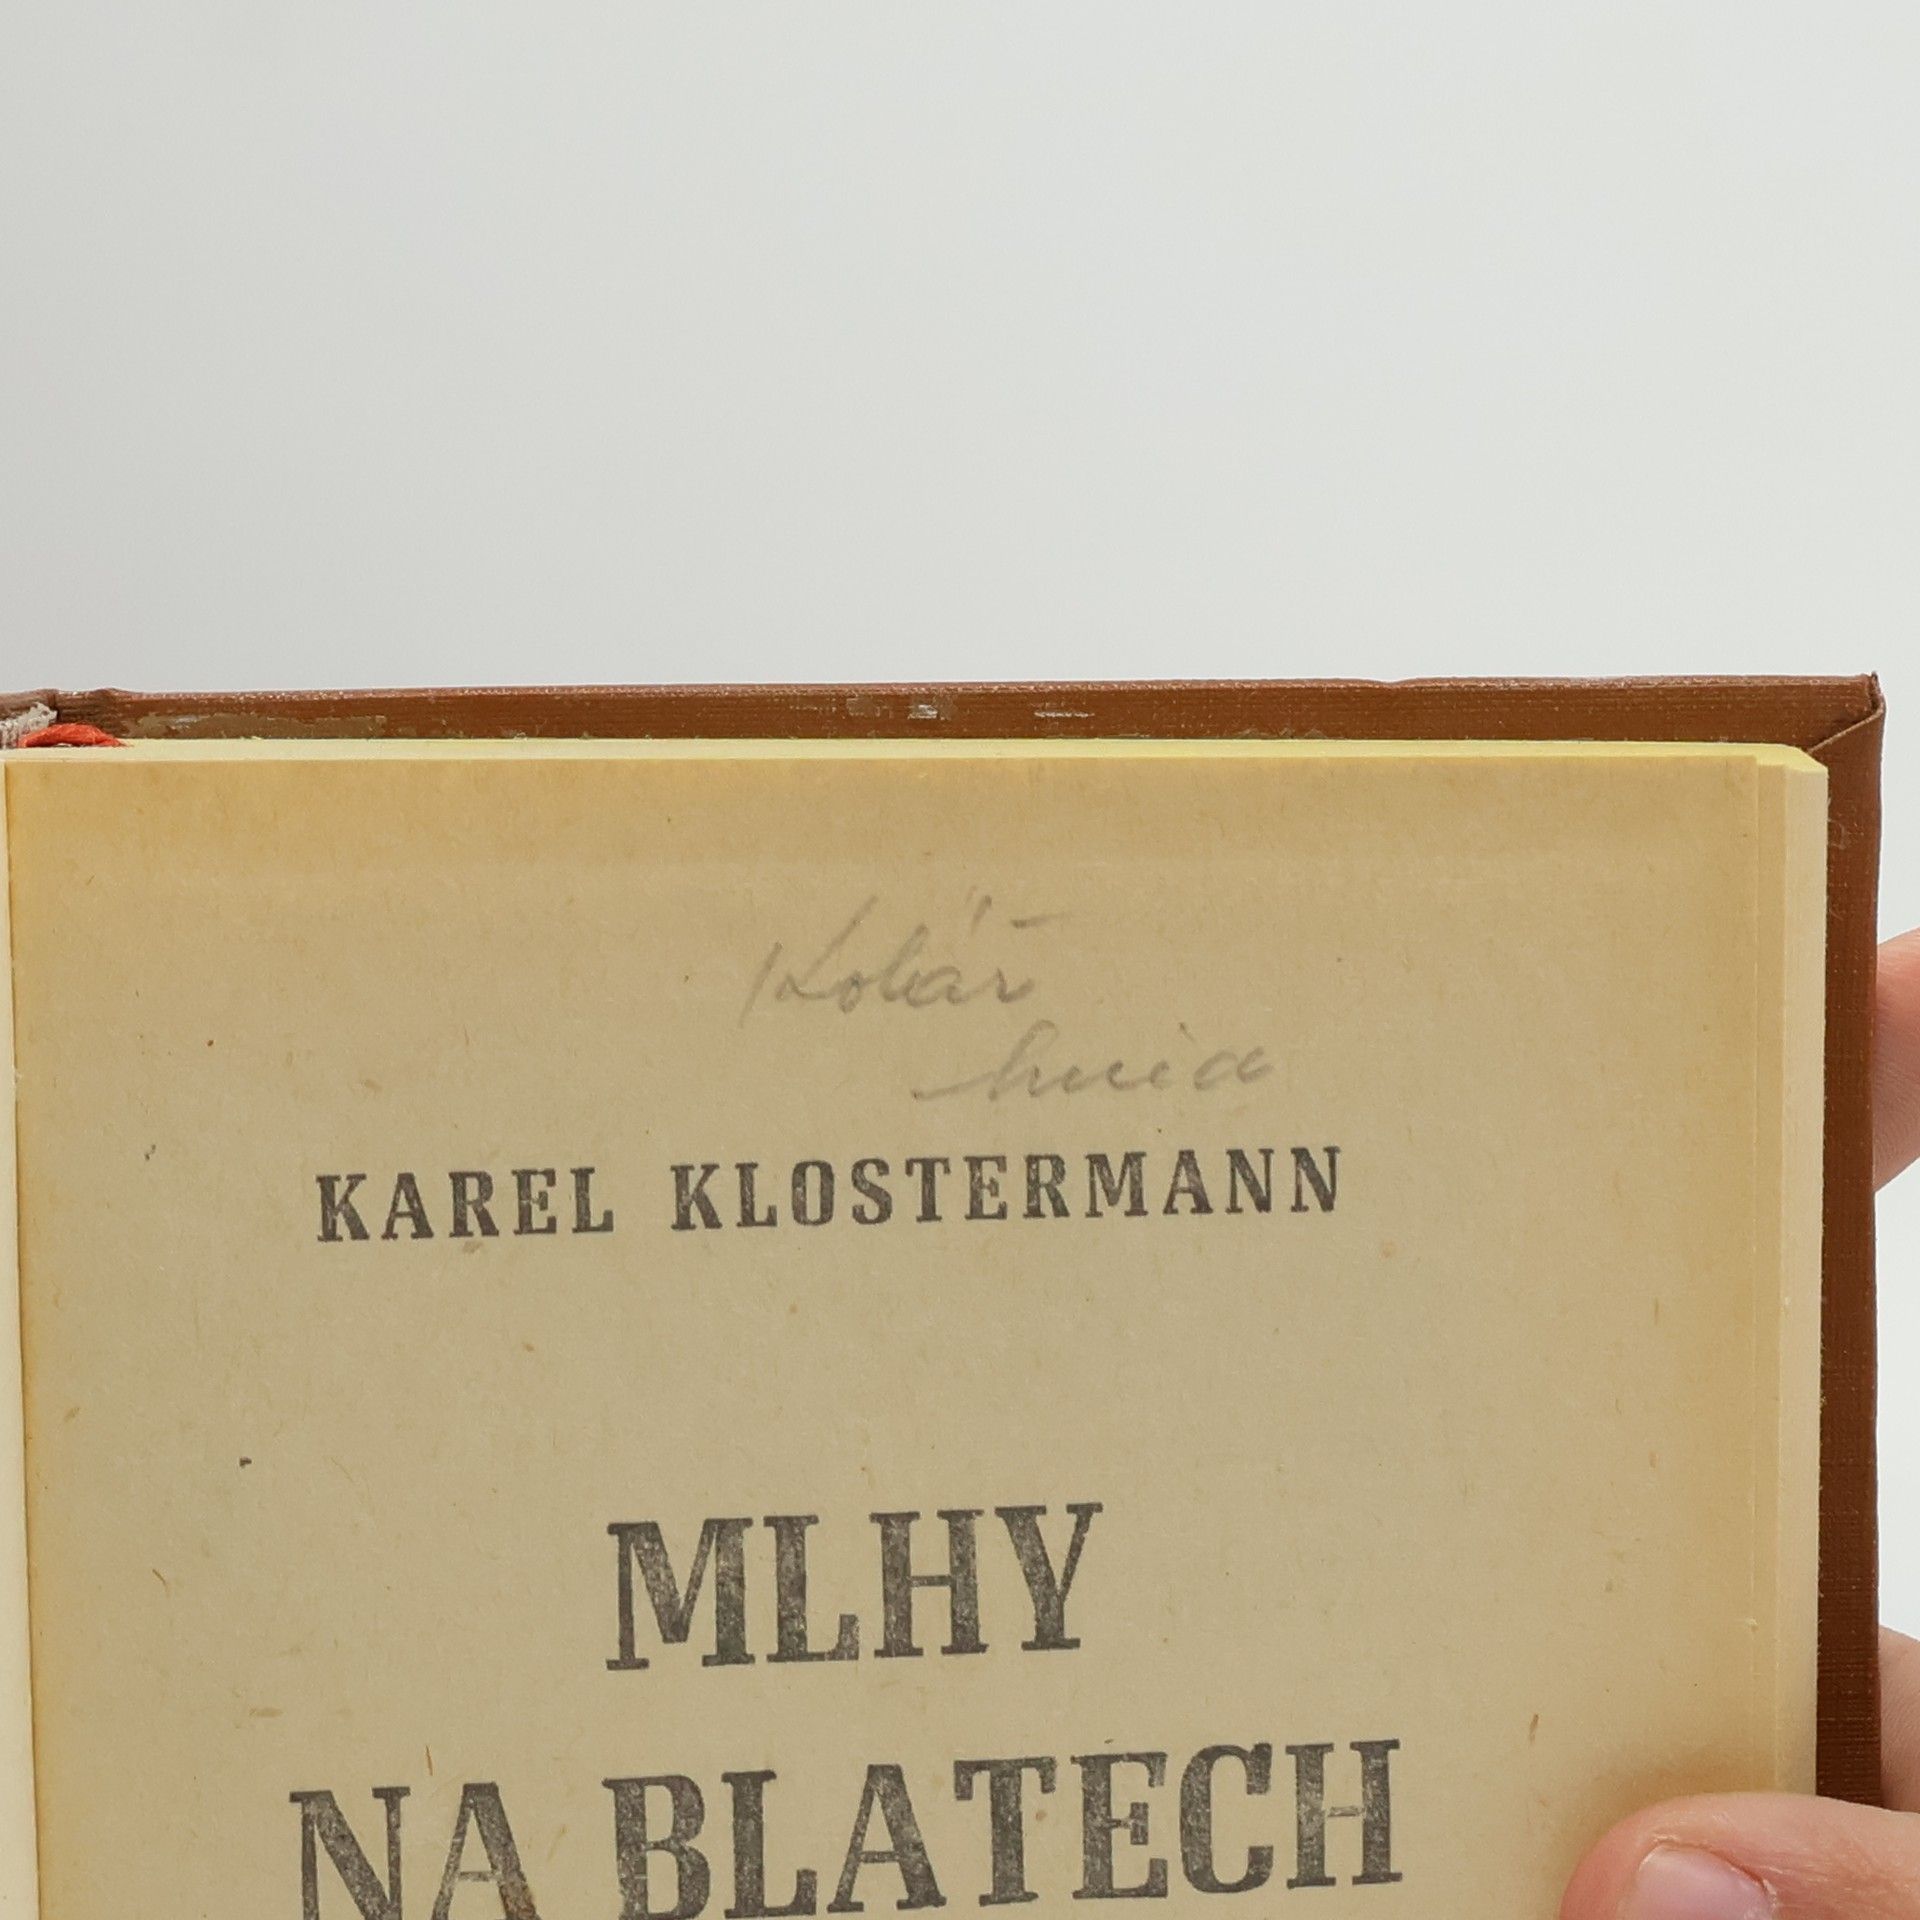 Kolář
KAREL KLOSTERMANN
MLHY
NA BLATECH